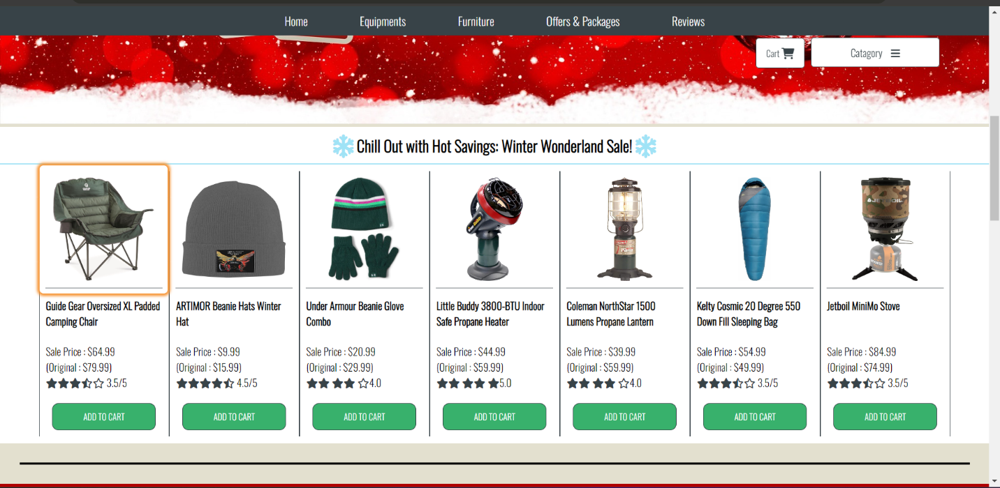 Home Equipments Furniture Offers & Packages Reviews
Cart Catagory
Chill Out with Hot Savings: Winter Wonderland Sale!
JETBOIL
Guide Gear Oversized XL Padded
Camping Chair
Sale Price : $64.99
(Original : $79.99)
3.5/5
ADD TO CART
ARTIMOR Beanie Hats Winter
Hat
Sale Price : $9.99
(Original : $15.99)
4.5/5
ADD TO CART
Under Armour Beanie Glove
Combo
Sale Price : $20.99
(Original : $29.99)
4.0
ADD TO CART
Little Buddy 3800-BTU Indoor
Safe Propane Heater
Sale Price : $44.99
(Original : $59.99)
5.0
ADD TO CART
Coleman NorthStar 1500
Lumens Propane Lantern
Sale Price : $39.99
(Original : $59.99)
4.0
ADD TO CART
Kelty Cosmic 20 Degree 550
Down Fill Sleeping Bag
Sale Price : $54.99
(Original : $49.99)
3.5/5
ADD TO CART
Jetboil MiniMo Stove
Sale Price : $84.99
(Original : $74.99)
3.5/5
ADD TO CART